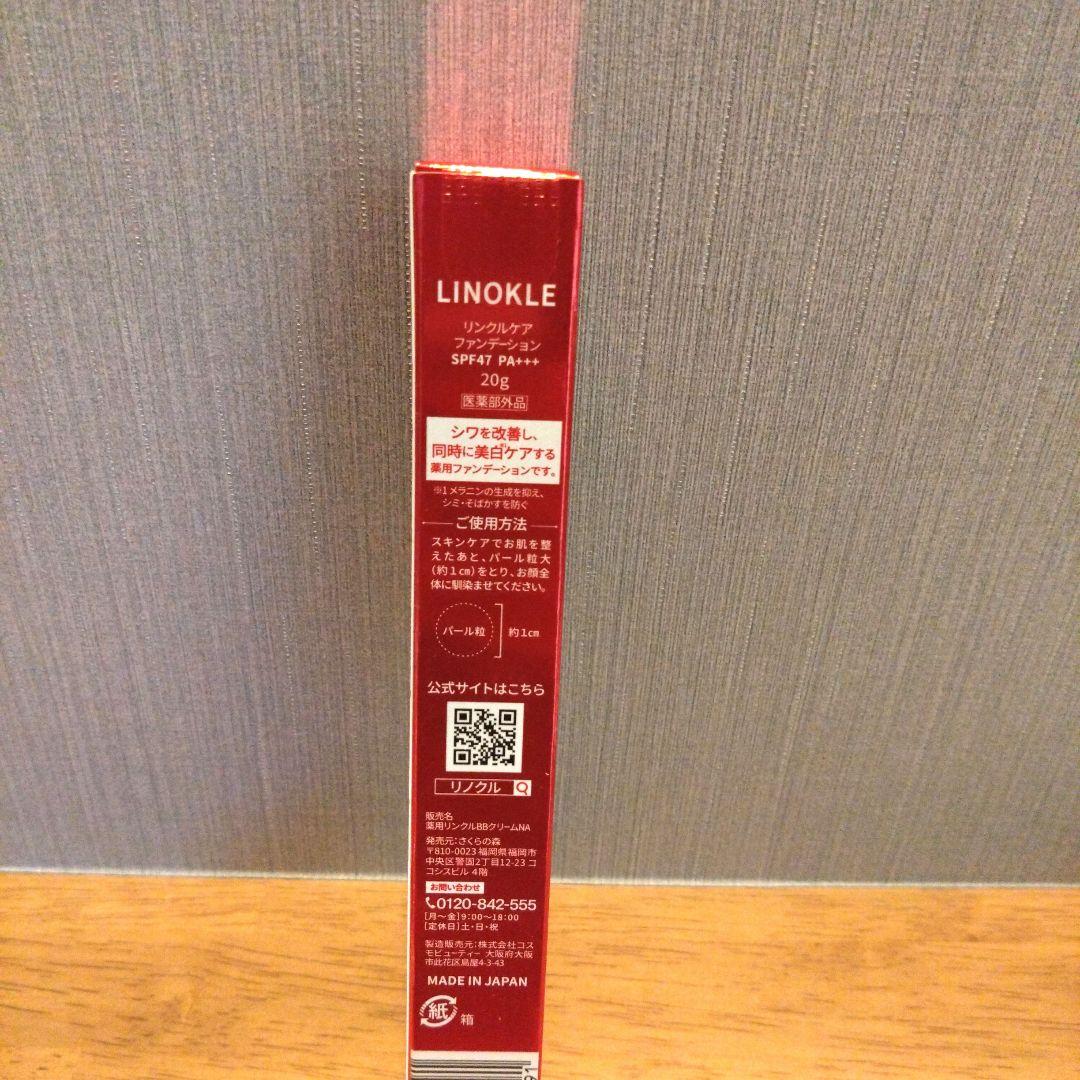 LINOKLE
リンクルケア
ファンデーション
SPF47 PA+++
20g
医薬部外品
シワを改善し、
同時に美白ケアする
薬用ファンデーションです。
※1 メラニンの生成を抑え、
シミ・そばかすを防ぐ
ご使用方法
スキンケアでお肌を整
えたあと、パール粒大
(約1㎝)をとり、お顔全
体に馴染ませてください。
パール粒
約1㎝
公式サイトはこちら
リノクル
販売名
薬用リンクルBBクリームNA
発売元:さくらの森
〒810-0023 福岡県福岡市
中央区警固2丁目12-23 コ
コシスビル 4階
お問い合わせ
0120-842-555
[月〜金]9:00〜18:00
[定休日]土・日・祝
製造販売元:株式会社コス
モビューティー 大阪府大阪
市此花区島屋4-3-43
MADE IN JAPAN
紙
箱